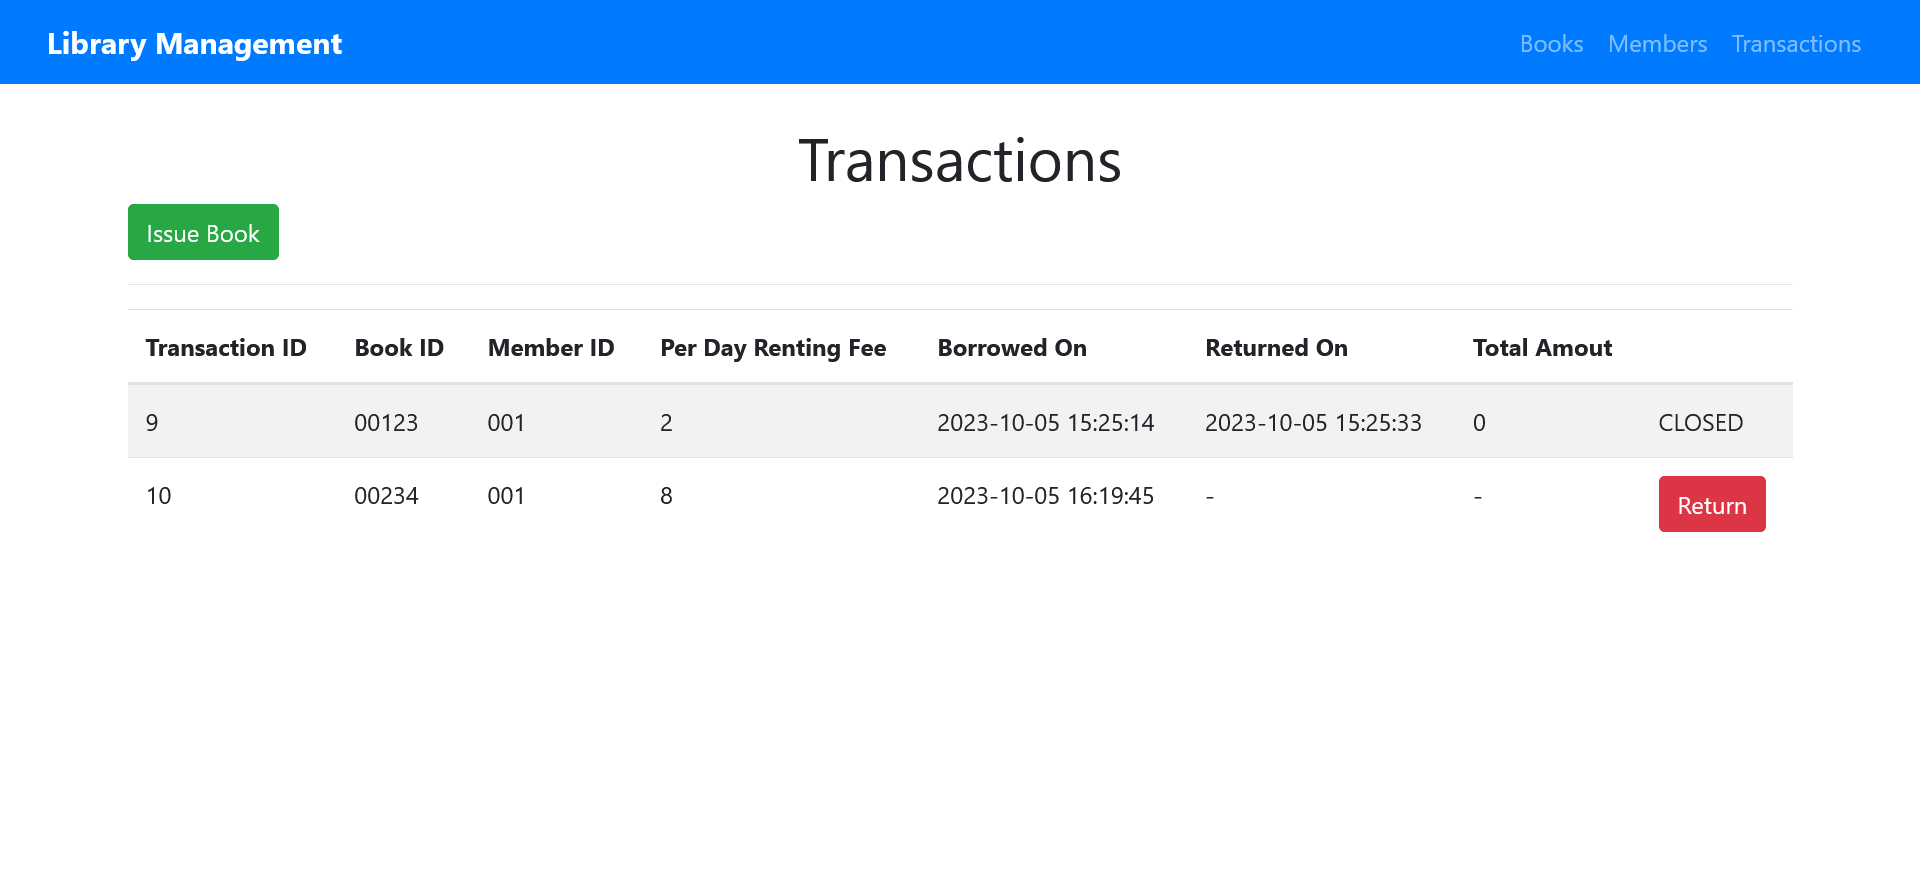 Library Management Books Members Transactions
Transactions
Issue Book
Transaction ID Book ID Member ID Per Day Renting Fee Borrowed On Returned On Total Amout
9 00123 001 2 2023-10-05 15:25:14 2023-10-05 15:25:33 0 CLOSED
10 00234 001 8 2023-10-05 16:19:45 - - Return